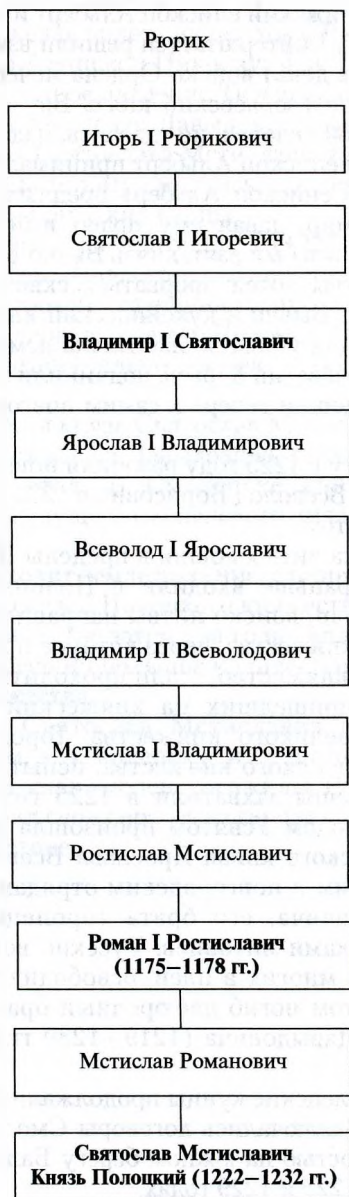 Рюрик
Игорь I Рюрикович
Святослав I Игоревич
Владимир I Святославич
Ярослав I Владимирович
Всеволод I Ярославич
Владимир II Всеволодович
Мстислав I Владимирович
Ростислав Мстиславич
Роман I Ростиславич
(1175–1178 гг.)
Мстислав Романович
Святослав Мстиславич
Князь Полоцкий (1222–1232 гг.)